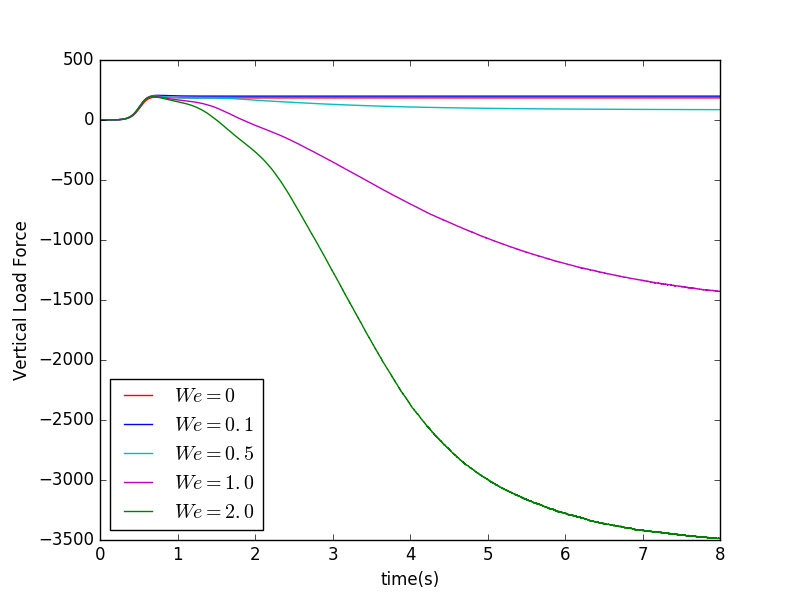 500
0
−500
−1000
−1500
−2000
−2500
−3000
−3500
Vertical Load Force
We = 0
We = 0.1
We = 0.5
We = 1.0
We = 2.0
0 1 2 3 4 5 6 7 8
time(s)